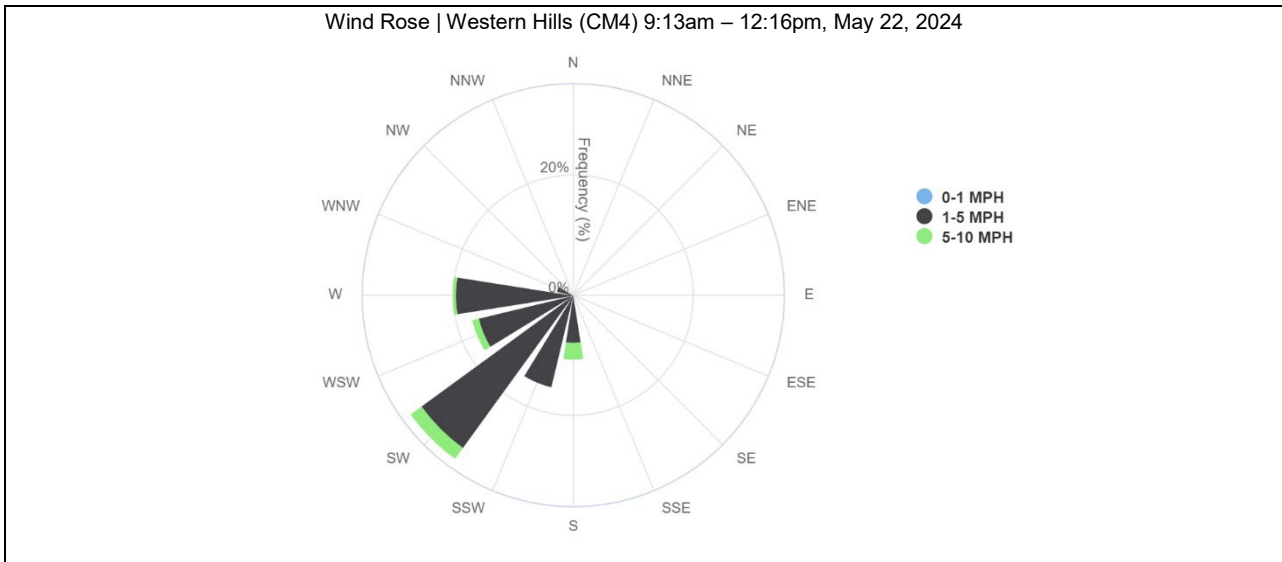 Wind Rose | Western Hills (CM4) 9:13am – 12:16pm, May 22, 2024
N
NNW
NNE
NW
NE
Frequency (%)
20%
WNW
ENE
0-1 MPH
1-5 MPH
5-10 MPH
0%
W
E
WSW
ESE
SW
SE
SSW
SSE
S